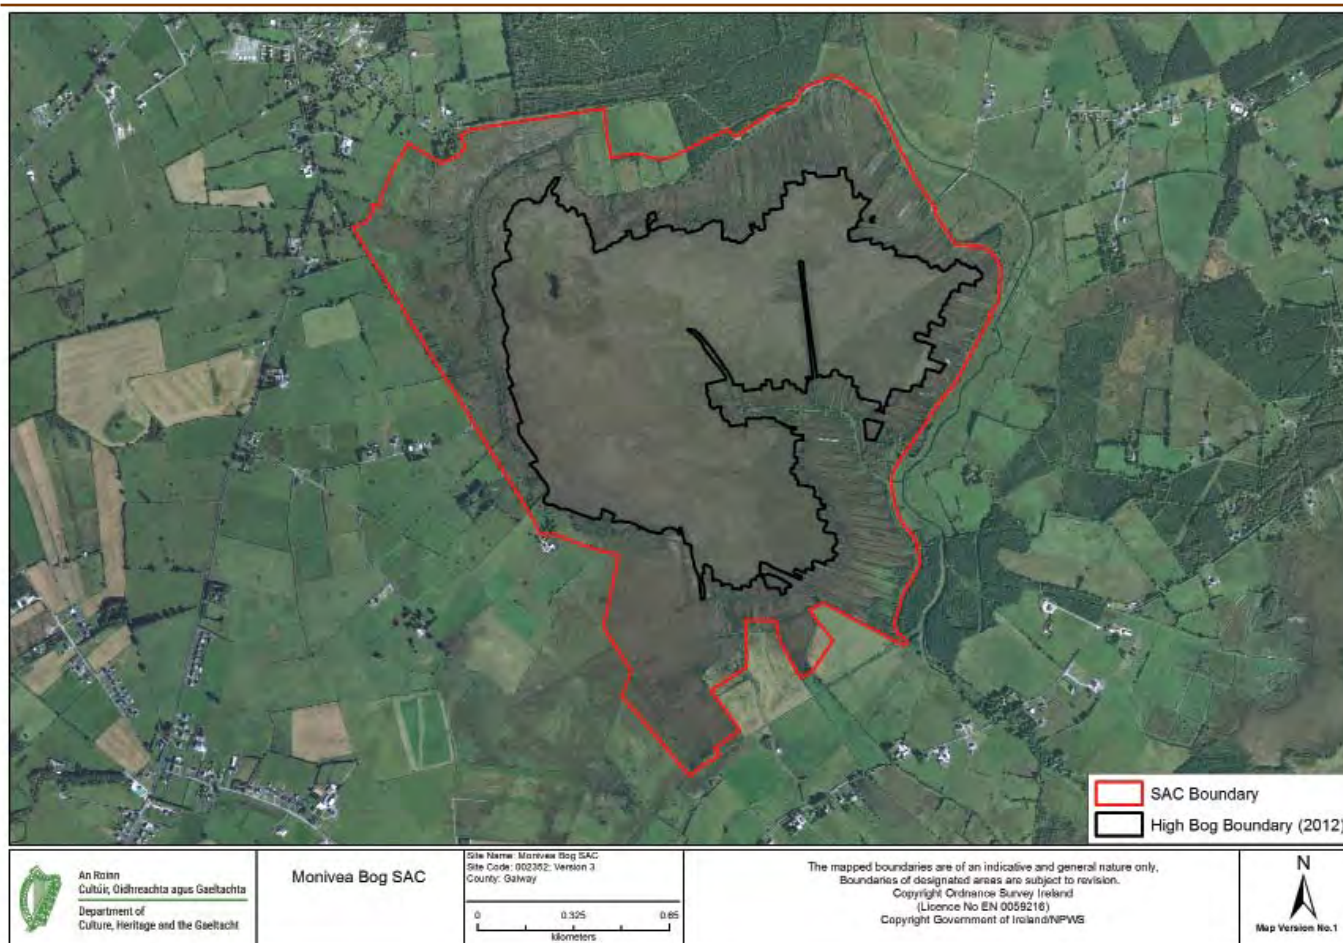 SAC Boundary
High Bog Boundary (2012)
An Roinn
Cultúir, Oidhreachta agus Gaeltachta
Department of
Culture, Heritage and the Gaeltacht
Monivea Bog SAC
Site Name: Monivea Bog SAC
Site Code: 002352; Version 3
County: Galway
0 0.325 0.65
kilometers
The mapped boundaries are of an indicative and general nature only.
Boundaries of designated areas are subject to revision.
Copyright Ordnance Survey Ireland
(Licence No EN 0059216)
Copyright Government of Ireland/NPWS
N
Map Version No.1